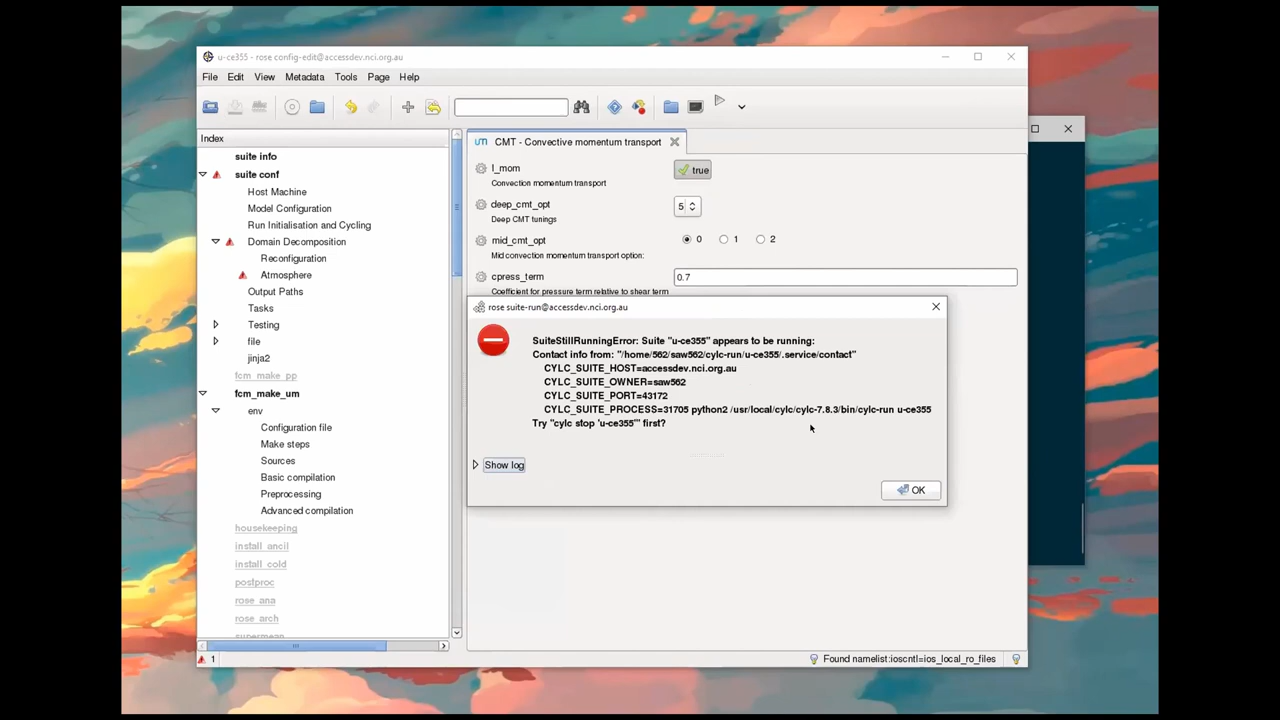 u-ce355 - rose config-edit@accessdev.nci.org.au
File Edit View Metadata Tools Page Help
Index
suite info
suite conf
Host Machine
Model Configuration
Run Initialisation and Cycling
Domain Decomposition
Reconfiguration
Atmosphere
Output Paths
Tasks
Testing
file
jinja2
fcm_make_pp
fcm_make_um
env
Configuration file
Make steps
Sources
Basic compilation
Preprocessing
Advanced compilation
housekeeping
install_ancil
install_cold
postproc
rose_ana
rose_arch
supermean
1
um CMT - Convective momentum transport
l_mom
true
Convection momentum transport
deep_cmt_opt
5
Deep CMT tunings
mid_cmt_opt
0 1 2
Mid convection momentum transport option:
cpress_term
0.7
Coefficient for pressure term relative to shear term
rose suite-run@accessdev.nci.org.au
SuiteStillRunningError: Suite "u-ce355" appears to be running:
Contact info from: "/home/562/saw562/cylc-run/u-ce355/.service/contact"
CYLC_SUITE_HOST=accessdev.nci.org.au
CYLC_SUITE_OWNER=saw562
CYLC_SUITE_PORT=43172
CYLC_SUITE_PROCESS=31705 python2 /usr/local/cylc/cylc-7.8.3/bin/cylc-run u-ce355
Try "cylc stop 'u-ce355'" first?
Show log
OK
Found namelist:ioscntl=ios_local_ro_files